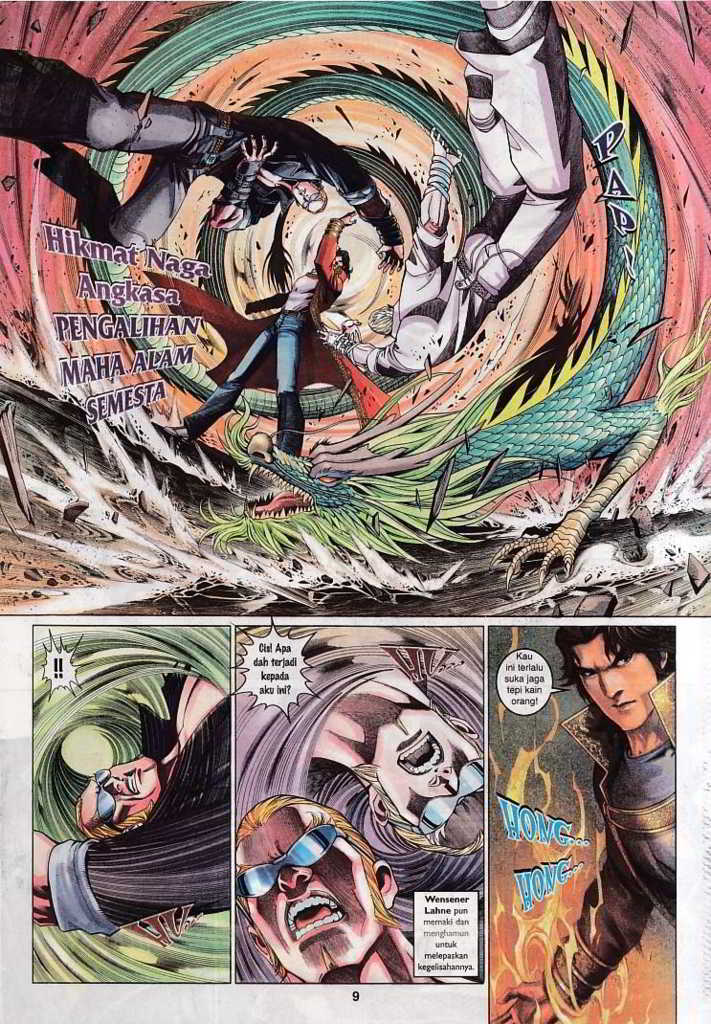 PAP!
Hikmat Naga
Angkasa
PENGALIHAN
MAHA ALAM
SEMESTA
!!
Cis! Apa
dah terjadi
kepada
aku ini?
Wensener
Lahne pun
memaki dan
menghamun
untuk
melepaskan
kegelisahannya.
Kau
ini terlalu
suka jaga
tepi kain
orang!
HONG...
HONG...
9